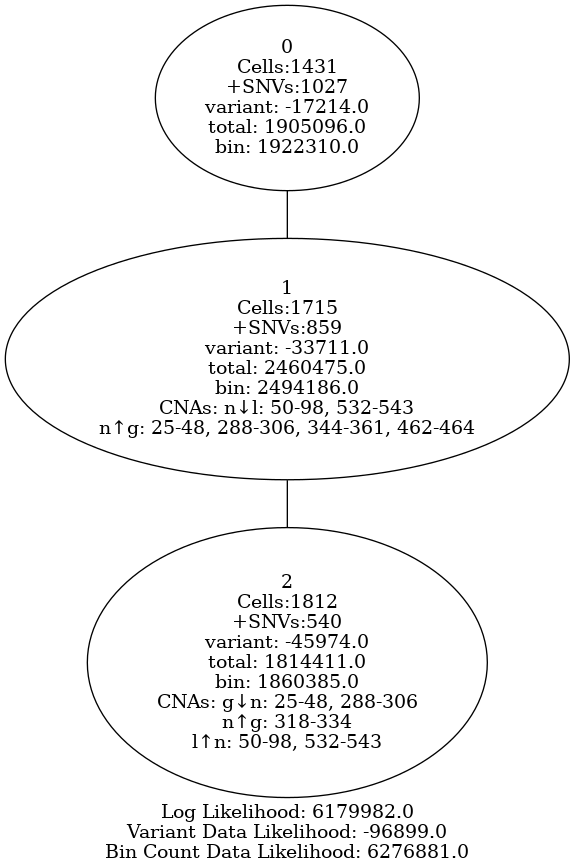 0
Cells:1431
+SNVs:1027
variant: -17214.0
total: 1905096.0
bin: 1922310.0
1
Cells:1715
+SNVs:859
variant: -33711.0
total: 2460475.0
bin: 2494186.0
CNAs: n↓l: 50-98, 532-543
n↑g: 25-48, 288-306, 344-361, 462-464
2
Cells:1812
+SNVs:540
variant: -45974.0
total: 1814411.0
bin: 1860385.0
CNAs: g↓n: 25-48, 288-306
n↑g: 318-334
l↑n: 50-98, 532-543
Log Likelihood: 6179982.0
Variant Data Likelihood: -96899.0
Bin Count Data Likelihood: 6276881.0